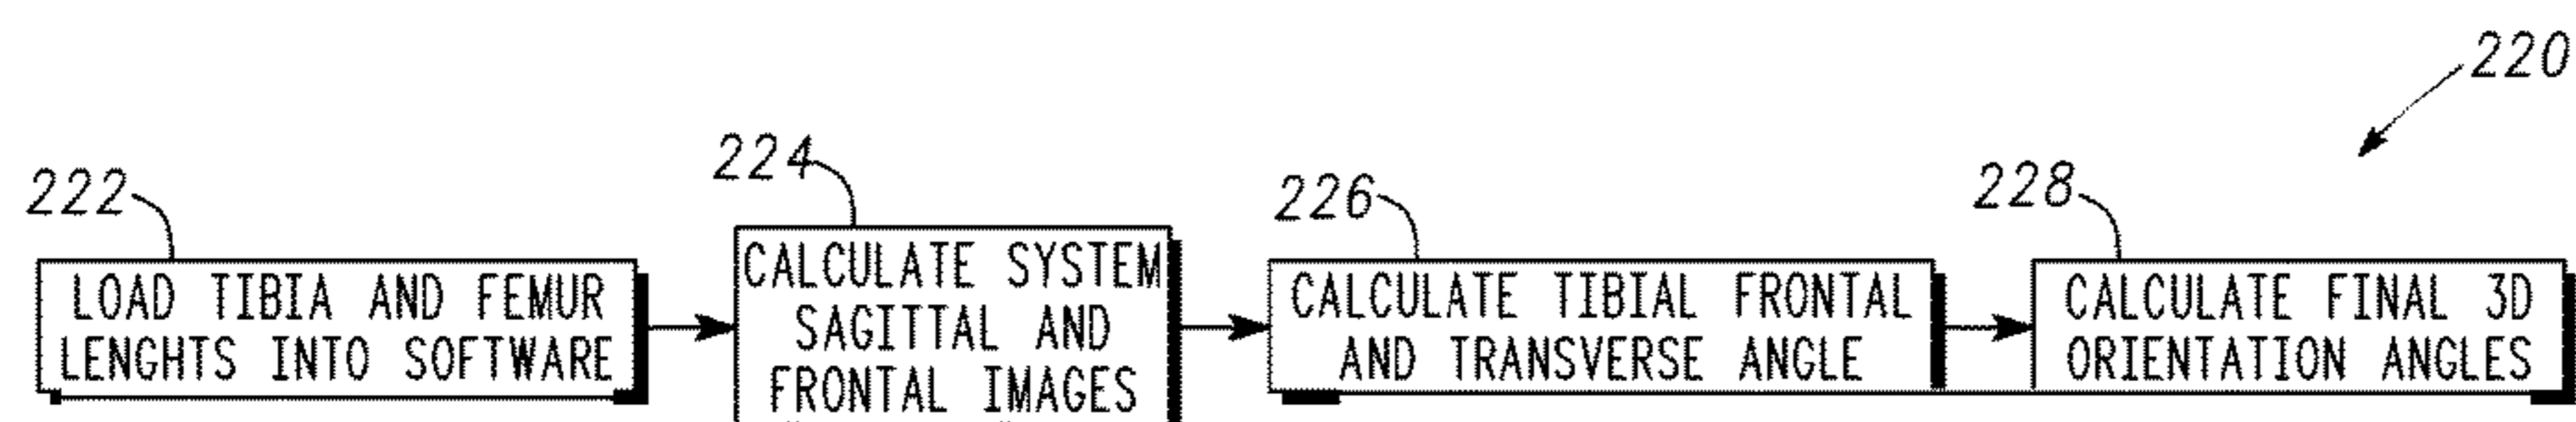 220
222
LOAD TIBIA AND FEMUR
LENGHTS INTO SOFTWARE
224
CALCULATE SYSTEM
SAGITTAL AND
FRONTAL IMAGES
226
CALCULATE TIBIAL FRONTAL
AND TRANSVERSE ANGLE
228
CALCULATE FINAL 3D
ORIENTATION ANGLES